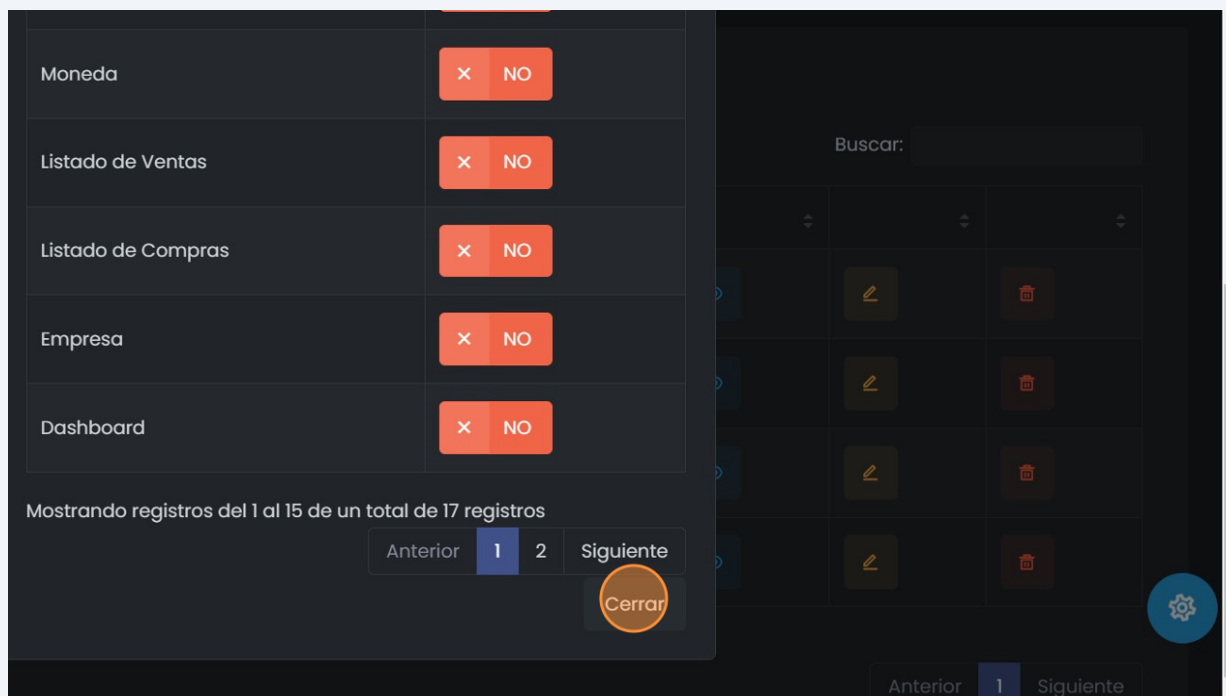 Moneda
NO
Buscar:
Listado de Ventas
NO
Listado de Compras
NO
Empresa
NO
Dashboard
NO
Mostrando registros del 1 al 15 de un total de 17 registros
Anterior 1 2 Siguiente
Cerrar
Anterior 1 Siguiente